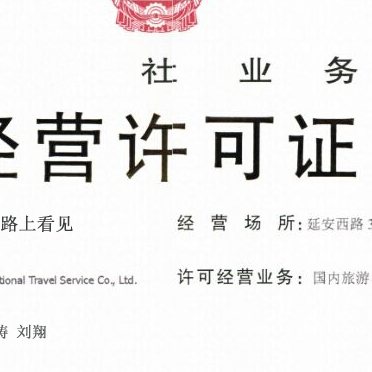 社 业 务
经营许可证
路上看见
经 营 场 所：延安西路
tional Travel Service Co., Ltd.
许可经营业务：国内旅游
涛 刘翔